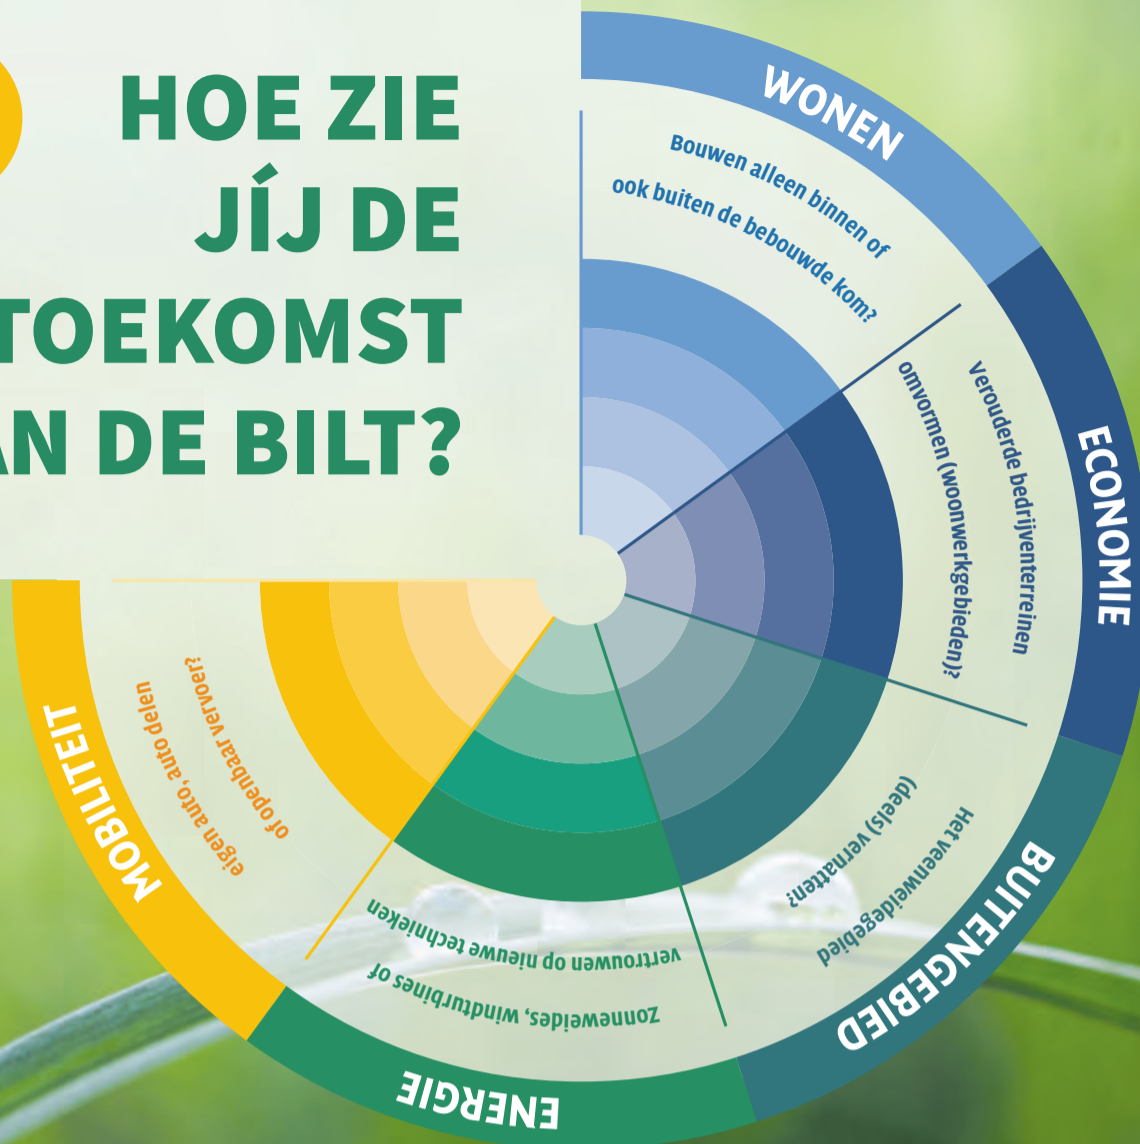 HOE ZIE
JÍJ DE
TOEKOMST
AN DE BILT?
WONEN
Bouwen alleen binnen of
ook buiten de bebouwde kom?
ECONOMIE
verouderde bedrijventerreinen
omvormen (woonwerkgebieden)?
BUITENGEBIED
Het veenweidegebied
(deels) vernatten?
ENERGIE
Zonneweides, windturbines of
vertrouwen op nieuwe technieken
MOBILITEIT
eigen auto, auto delen
of openbaar vervoer?